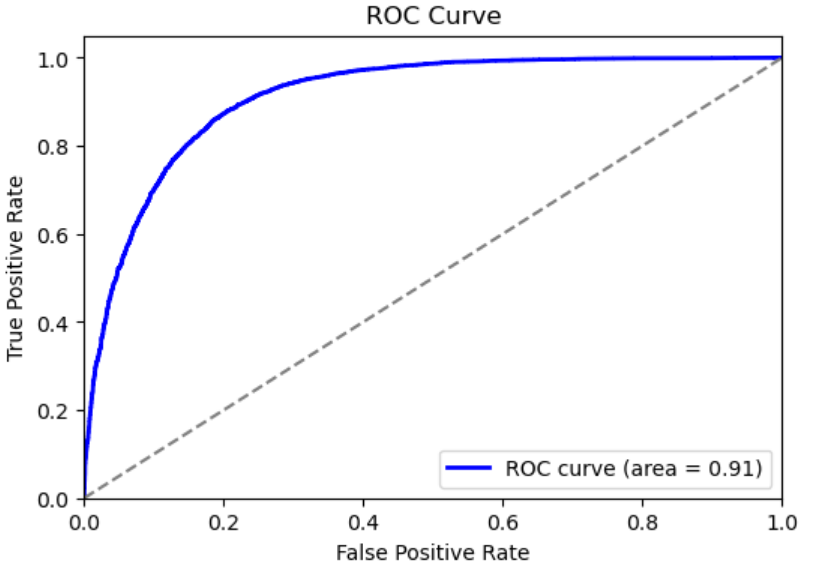 ROC Curve
True Positive Rate
1.0
0.8
0.6
0.4
0.2
0.0
ROC curve (area = 0.91)
0.0 0.2 0.4 0.6 0.8 1.0
False Positive Rate